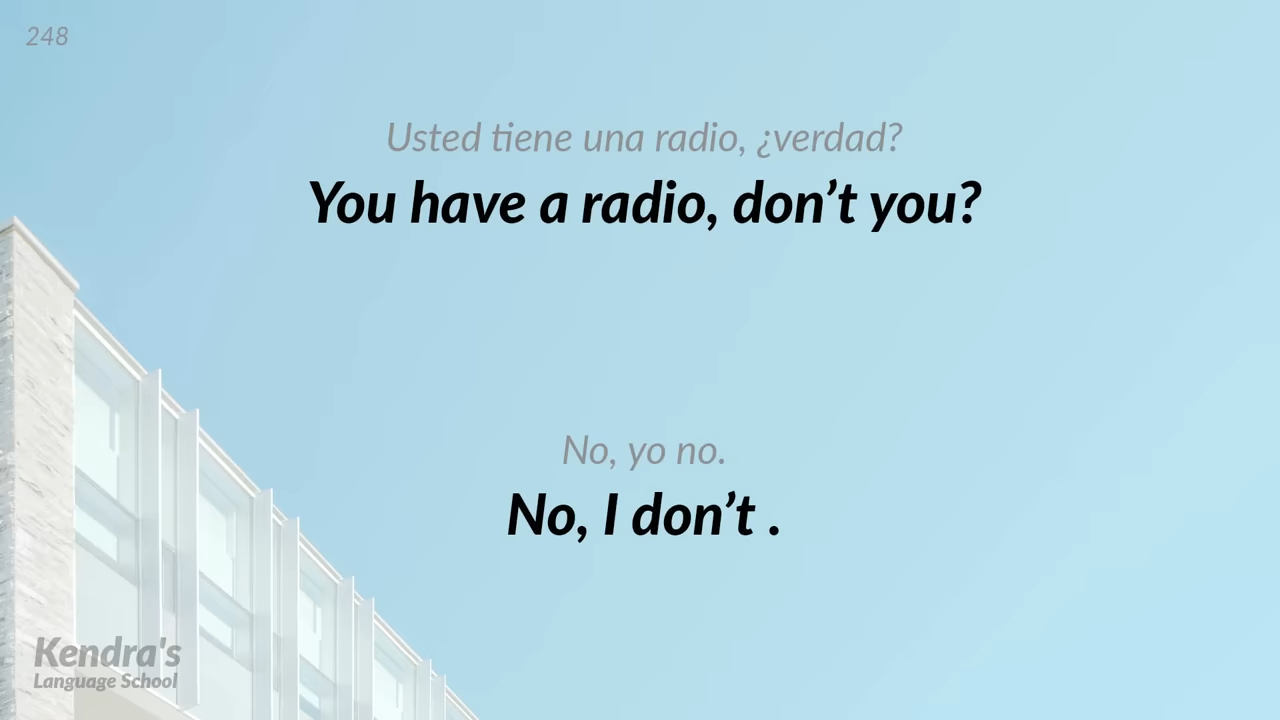 248
Usted tiene una radio, ¿verdad?
You have a radio, don’t you?
No, yo no.
No, I don’t .
Kendra's
Language School